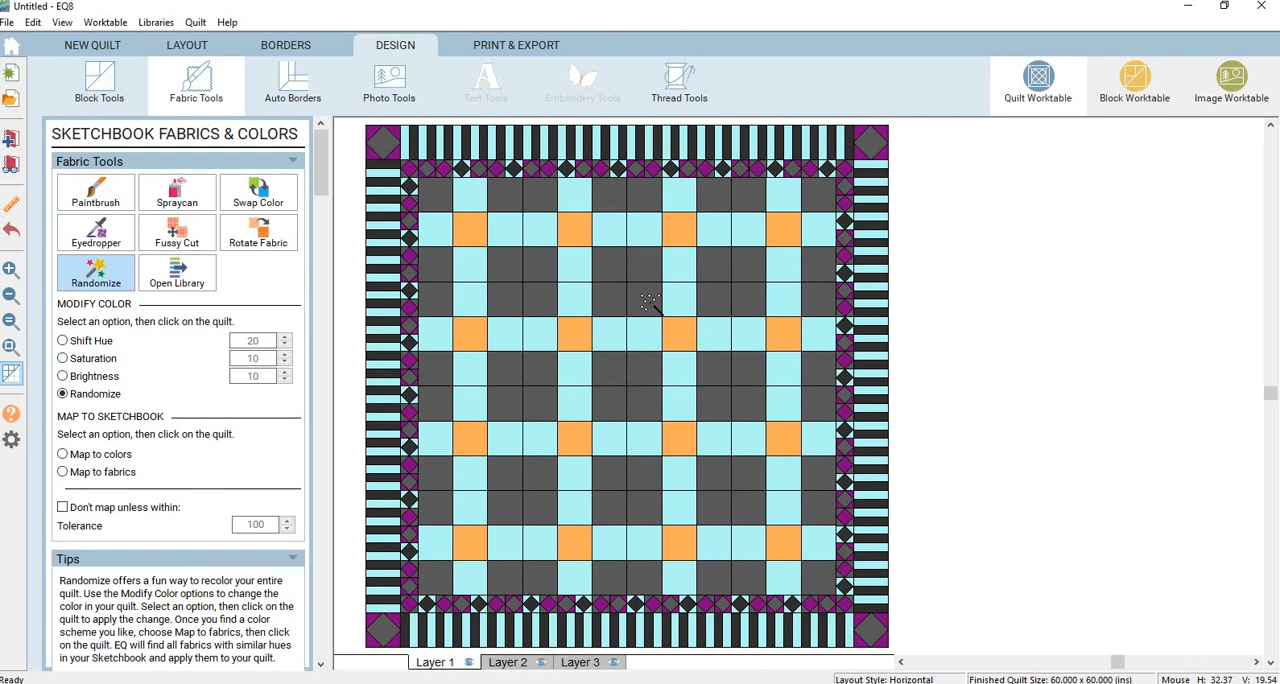 Untitled - EQ8
File Edit View Worktable Libraries Quilt Help
NEW QUILT LAYOUT BORDERS DESIGN PRINT & EXPORT
Block Tools Fabric Tools Auto Borders Photo Tools Text Tools Embroidery Tools Thread Tools Quilt Worktable Block Worktable Image Worktable
SKETCHBOOK FABRICS & COLORS
Fabric Tools
Paintbrush Spraycan Swap Color
Eyedropper Fussy Cut Rotate Fabric
Randomize Open Library
MODIFY COLOR
Select an option, then click on the quilt.
Shift Hue 20
Saturation 10
Brightness 10
Randomize
MAP TO SKETCHBOOK
Select an option, then click on the quilt.
Map to colors
Map to fabrics
Don't map unless within:
Tolerance 100
Tips
Randomize offers a fun way to recolor your entire
quilt. Use the Modify Color options to change the
color in your quilt. Select an option, then click on the
quilt to apply the change. Once you find a color
scheme you like, choose Map to fabrics, then click
on the quilt. EQ will find all fabrics with similar hues
in your Sketchbook and apply them to your quilt.
Layer 1 Layer 2 Layer 3
Ready Layout Style: Horizontal Finished Quilt Size: 60.000 x 60.000 (ins) Mouse H: 32.37 V: 19.54